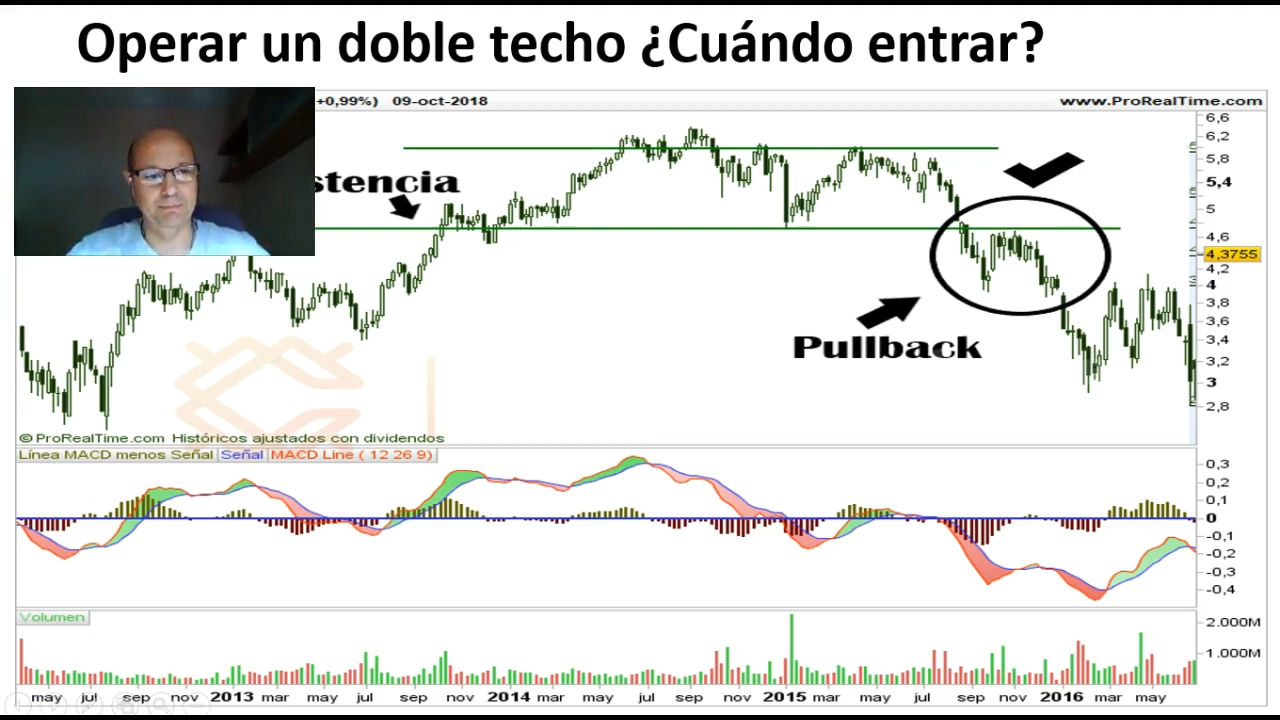 Operar un doble techo ¿Cuándo entrar?
+0,99%) 09-oct-2018
www.ProRealTime.com
stencia
Pullback
6,6
6,2
5,8
5,4
5
4,6
4,3755
4,2
4
3,8
3,6
3,4
3,2
3
2,8
© ProRealTime.com Históricos ajustados con dividendos
Línea MACD menos Señal Señal MACD Line ( 12 26 9)
0,3
0,2
0,1
0
-0,1
-0,2
-0,3
-0,4
Volumen
2.000M
1.000M
may jul sep nov 2013 mar may jul sep nov 2014 mar may jul sep nov 2015 mar may jul sep nov 2016 mar may